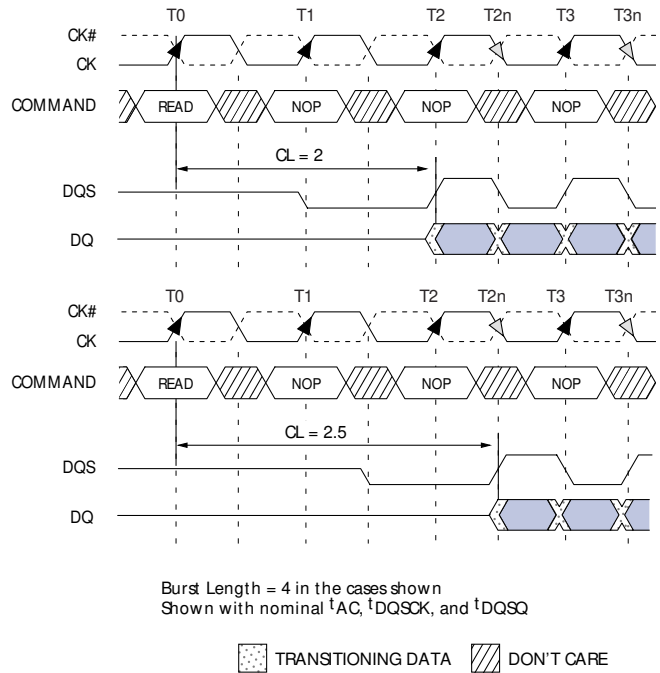 T0 T1 T2 T2n T3 T3n
CK#
CK
COMMAND READ NOP NOP NOP
CL = 2
DQS
DQ
T0 T1 T2 T2n T3 T3n
CK#
CK
COMMAND READ NOP NOP NOP
CL = 2.5
DQS
DQ
Burst Length = 4 in the cases shown
Shown with nominal tAC, tDQSCK, and tDQSQ
TRANSITIONING DATA DON'T CARE